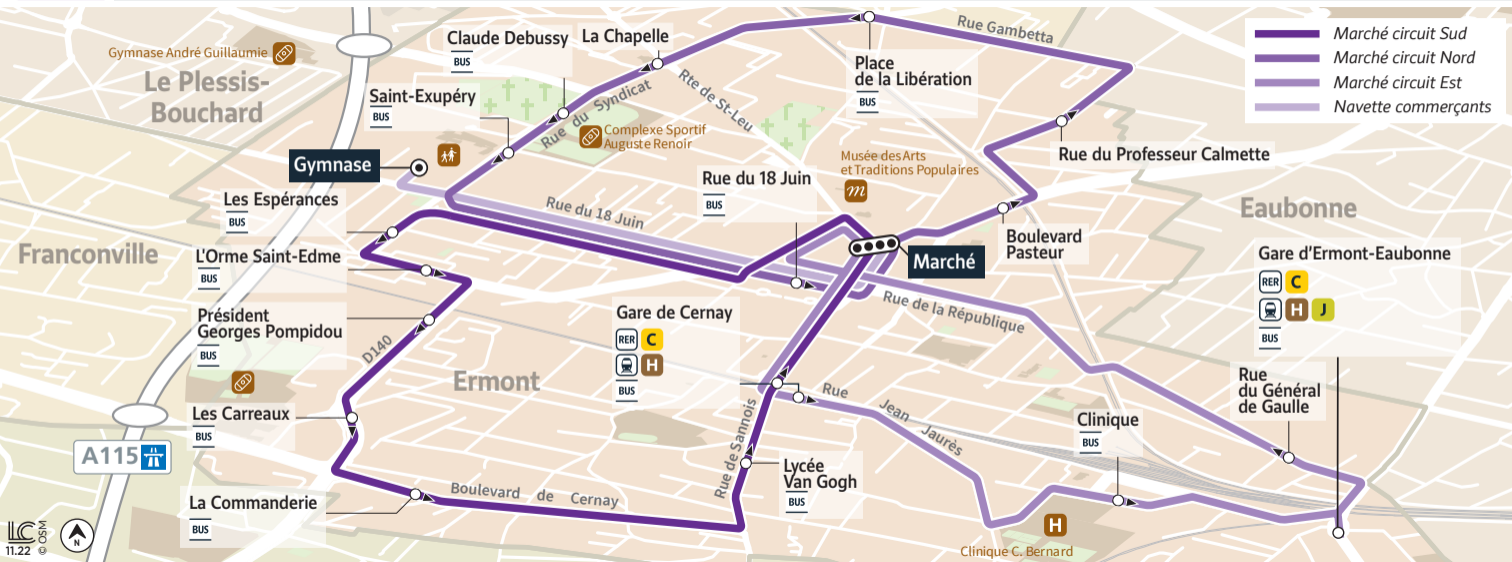 Gymnase André Guillaumie
Le Plessis-
Bouchard
Claude Debussy
BUS
La Chapelle
Place
de la Libération
BUS
Rue Gambetta
Marché circuit Sud
Marché circuit Nord
Marché circuit Est
Navette commerçants
Saint-Exupéry
BUS
Rue du Syndicat
Rte de St-Leu
Complexe Sportif
Auguste Renoir
Rue du Professeur Calmette
Gymnase
Musée des Arts
et Traditions Populaires
m
Rue du 18 Juin
BUS
Les Espérances
BUS
Rue du 18 Juin
Eaubonne
Franconville
L'Orme Saint-Edme
BUS
Boulevard
Pasteur
Marché
Gare d'Ermont-Eaubonne
RER C
H J
BUS
Président
Georges Pompidou
BUS
D140
Gare de Cernay
RER C
H
BUS
Rue de la République
Ermont
Rue Jean Jaurès
Rue
du Général
de Gaulle
Les Carreaux
BUS
Clinique
BUS
A115
Rue de Sannois
Lycée
Van Gogh
BUS
La Commanderie
BUS
Boulevard de Cernay
H
Clinique C. Bernard
LC
11.22
© OSM
N